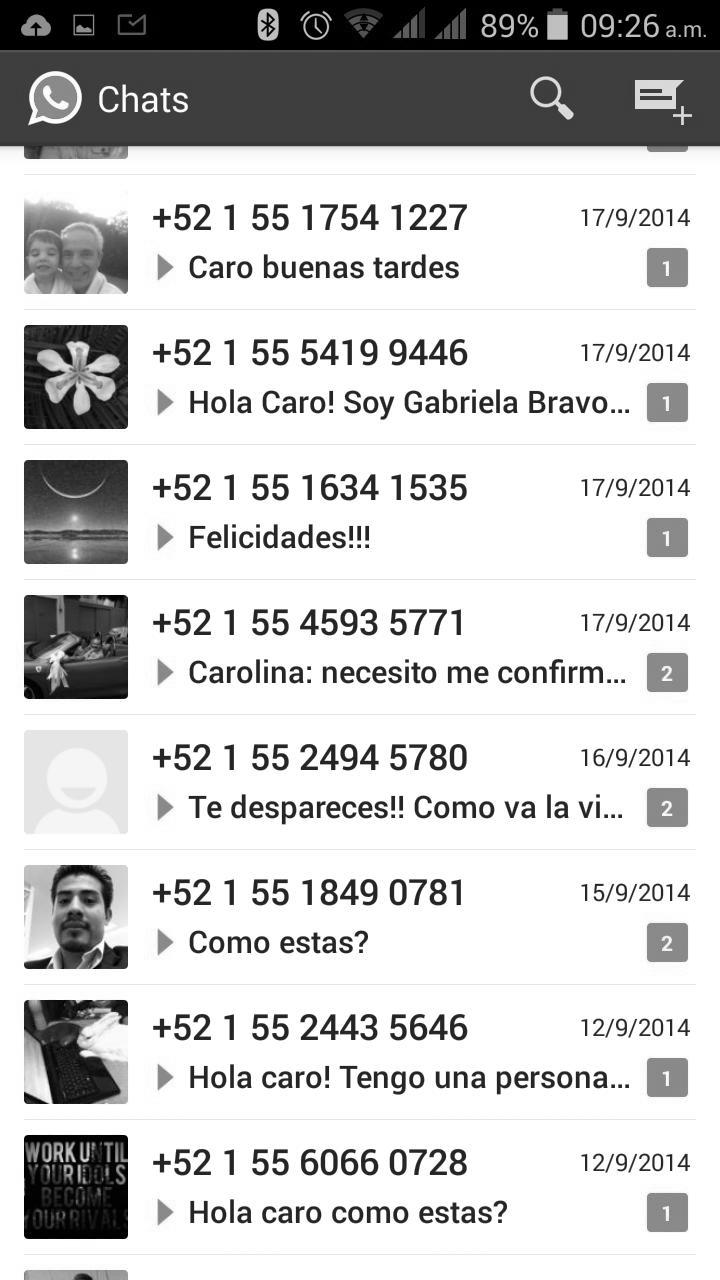 89% 09:26 a.m.
Chats
+52 1 55 1754 1227 17/9/2014
Caro buenas tardes 1
+52 1 55 5419 9446 17/9/2014
Hola Caro! Soy Gabriela Bravo... 1
+52 1 55 1634 1535 17/9/2014
Felicidades!!! 1
+52 1 55 4593 5771 17/9/2014
Carolina: necesito me confirm... 2
+52 1 55 2494 5780 16/9/2014
Te despareces!! Como va la vi... 2
+52 1 55 1849 0781 15/9/2014
Como estas? 2
+52 1 55 2443 5646 12/9/2014
Hola caro! Tengo una persona... 1
WORK UNTIL
YOUR IDOLS
BECOME
YOUR RIVALS
+52 1 55 6066 0728 12/9/2014
Hola caro como estas? 1